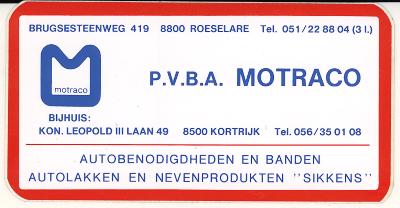 BRUGSESTEENWEG 419 8800 ROESELARE Tel. 051/22 88 04 (3 l.)
motraco
P.V.B.A. MOTRACO
BIJHUIS:
KON. LEOPOLD III LAAN 49 8500 KORTRIJK Tel. 056/35 01 08
AUTOBENODIGDHEDEN EN BANDEN
AUTOLAKKEN EN NEVENPRODUKTEN ''SIKKENS''